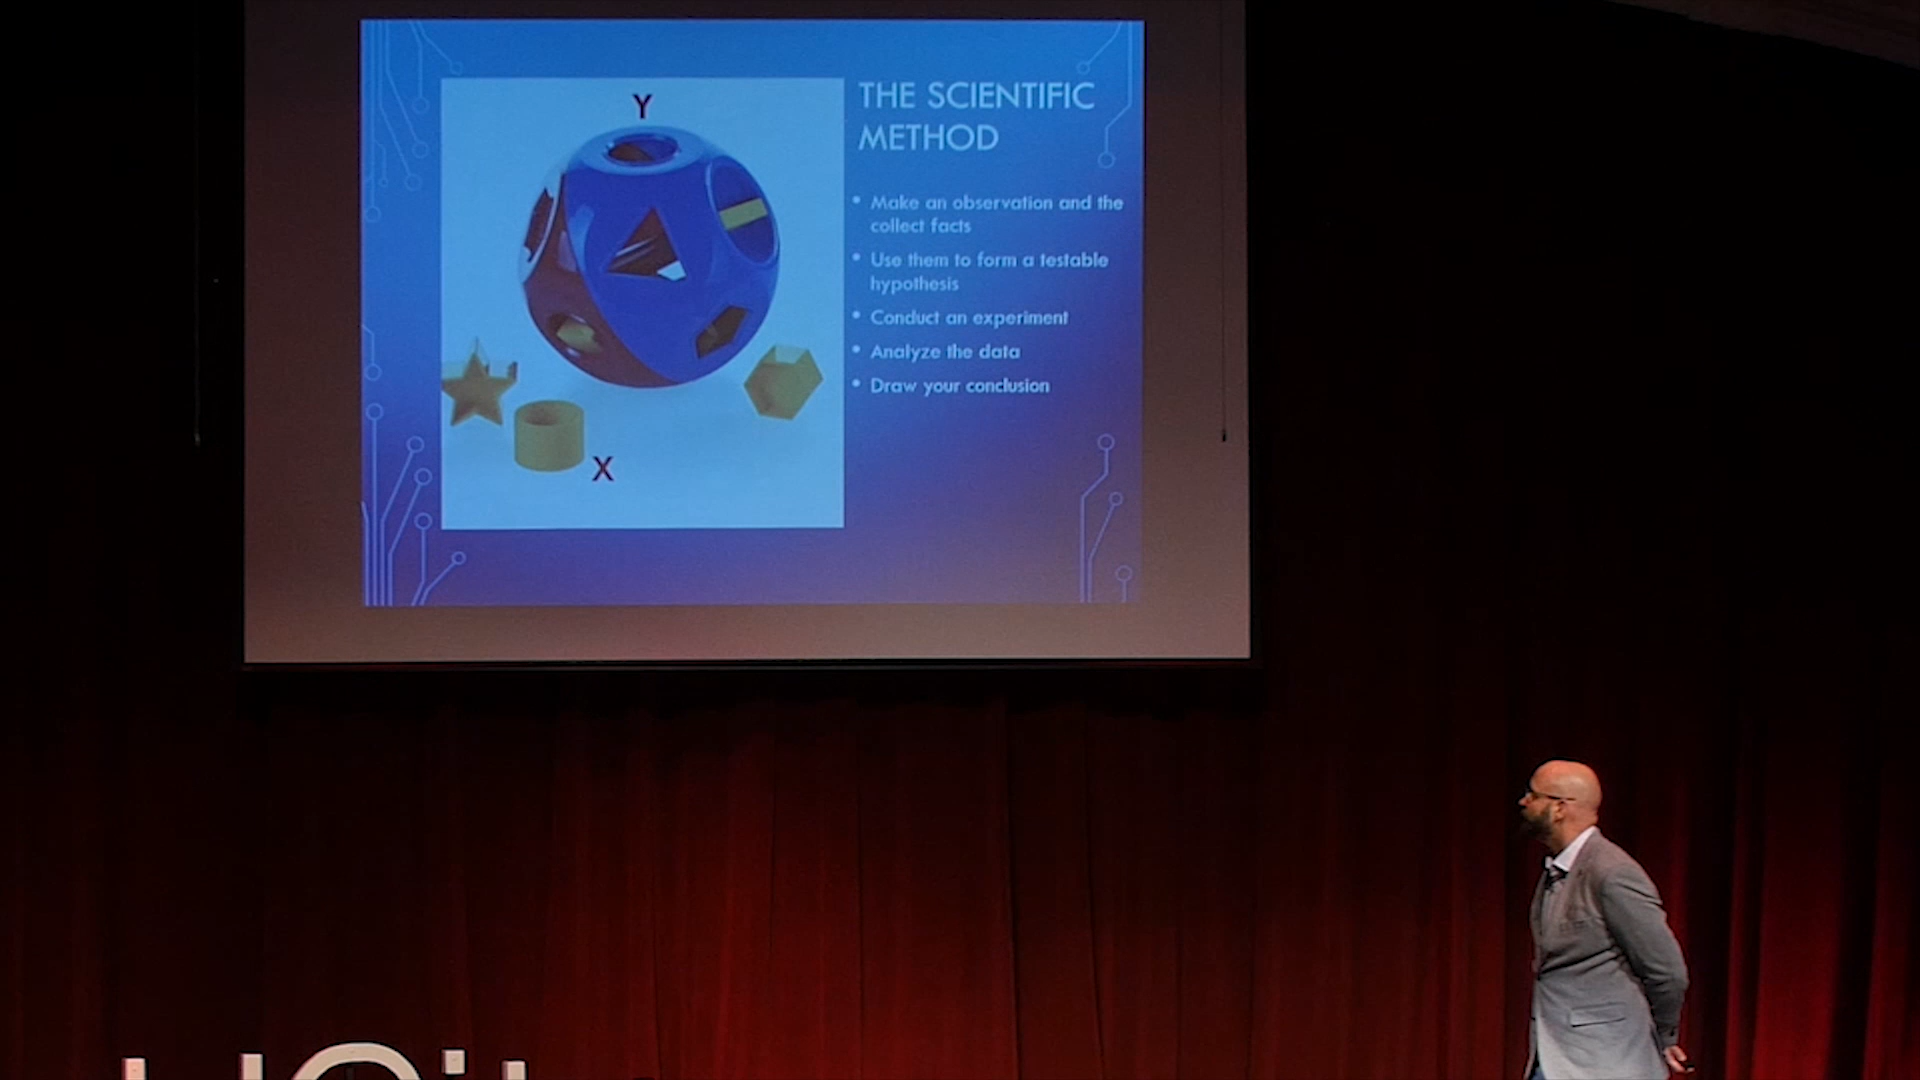 Y
X
THE SCIENTIFIC
METHOD
• Make an observation and the
collect facts
• Use them to form a testable
hypothesis
• Conduct an experiment
• Analyze the data
• Draw your conclusion